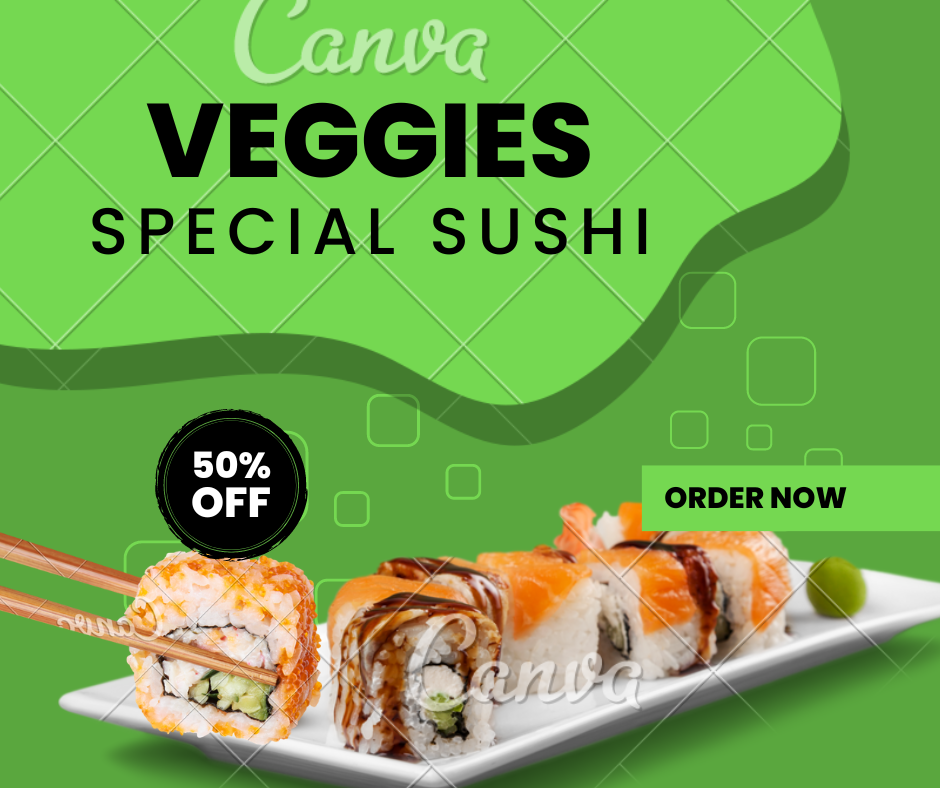 Canva
VEGGIES
SPECIAL SUSHI
50%
OFF
ORDER NOW
Canva
Canva